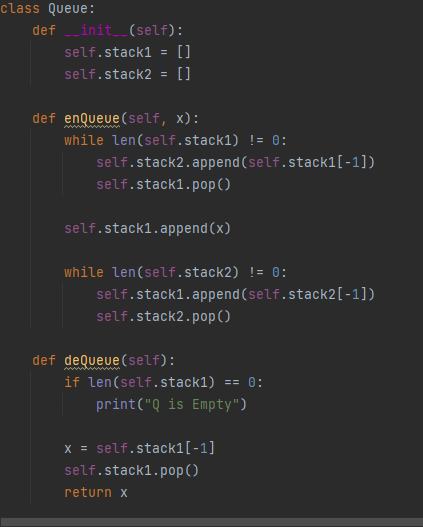 class Queue:
    def __init__(self):
        self.stack1 = []
        self.stack2 = []

    def enQueue(self, x):
        while len(self.stack1) != 0:
            self.stack2.append(self.stack1[-1])
            self.stack1.pop()

        self.stack1.append(x)

        while len(self.stack2) != 0:
            self.stack1.append(self.stack2[-1])
            self.stack2.pop()

    def deQueue(self):
        if len(self.stack1) == 0:
            print("Q is Empty")

        x = self.stack1[-1]
        self.stack1.pop()
        return x